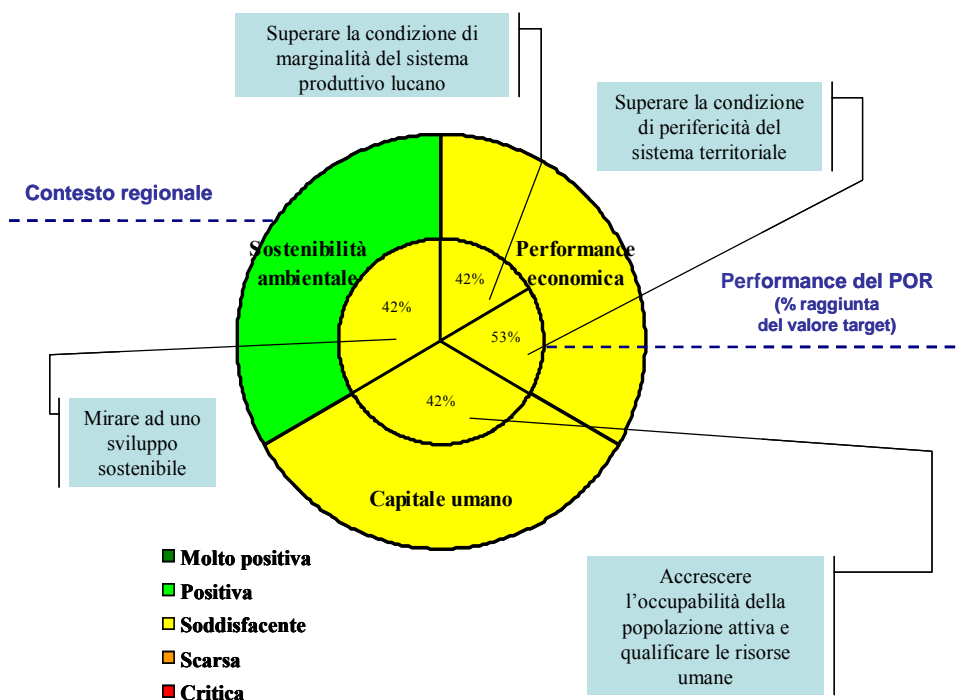 Superare la condizione di
marginalità del sistema
produttivo lucano
Superare la condizione
di perifericità del
sistema territoriale
Contesto regionale
Sostenibilità
ambientale
Performance
economica
42%
42%
53%
42%
Performance del POR
(% raggiunta
del valore target)
Mirare ad uno
sviluppo
sostenibile
Capitale umano
Molto positiva
Positiva
Soddisfacente
Scarsa
Critica
Accrescere
l’occupabilità della
popolazione attiva e
qualificare le risorse
umane